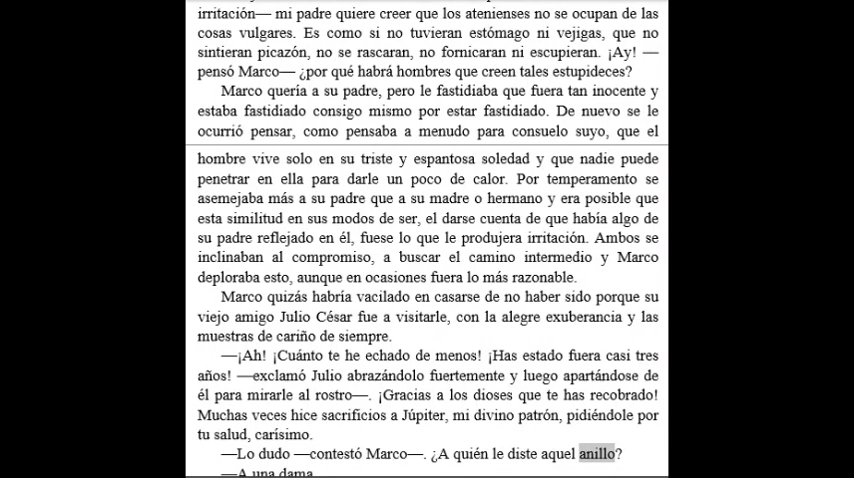 irritación— mi padre quiere creer que los atenienses no se ocupan de las
cosas vulgares. Es como si no tuvieran estómago ni vejigas, que no
sintieran picazón, no se rascaran, no fornicaran ni escupieran. ¡Ay! —
pensó Marco— ¿por qué habrá hombres que creen tales estupideces?
Marco quería a su padre, pero le fastidiaba que fuera tan inocente y
estaba fastidiado consigo mismo por estar fastidiado. De nuevo se le
ocurrió pensar, como pensaba a menudo para consuelo suyo, que el
hombre vive solo en su triste y espantosa soledad y que nadie puede
penetrar en ella para darle un poco de calor. Por temperamento se
asemejaba más a su padre que a su madre o hermano y era posible que
esta similitud en sus modos de ser, el darse cuenta de que había algo de
su padre reflejado en él, fuese lo que le produjera irritación. Ambos se
inclinaban al compromiso, a buscar el camino intermedio y Marco
deploraba esto, aunque en ocasiones fuera lo más razonable.
Marco quizás habría vacilado en casarse de no haber sido porque su
viejo amigo Julio César fue a visitarle, con la alegre exuberancia y las
muestras de cariño de siempre.
—¡Ah! ¡Cuánto te he echado de menos! ¡Has estado fuera casi tres
años! —exclamó Julio abrazándolo fuertemente y luego apartándose de
él para mirarle al rostro—. ¡Gracias a los dioses que te has recobrado!
Muchas veces hice sacrificios a Júpiter, mi divino patrón, pidiéndole por
tu salud, carísimo.
—Lo dudo —contestó Marco—. ¿A quién le diste aquel anillo?
—A una dama